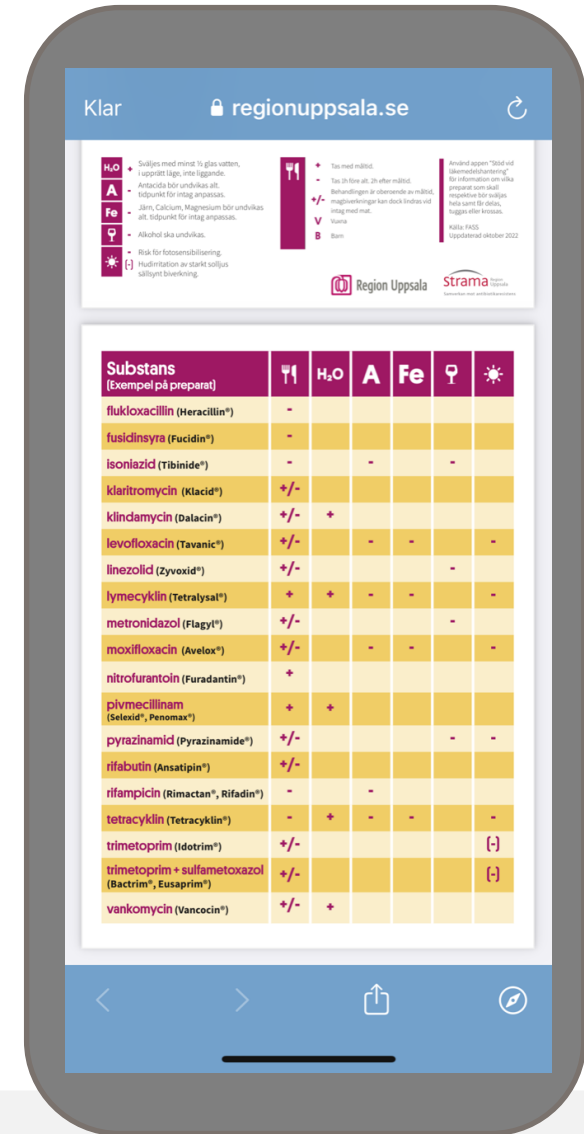 Klar
regionuppsala.se
H₂O + Sväljes med minst ½ glas vatten,
i upprätt läge, inte liggande.
A - Antacida bör undvikas alt.
tidpunkt för intag anpassas.
Fe - Järn, Calcium, Magnesium bör undvikas
alt. tidpunkt för intag anpassas.
- Alkohol ska undvikas.
- Risk för fotosensibilisering.
(-) Hudirritation av starkt solljus
sällsynt biverkning.
+ Tas med måltid.
- Tas 1h före alt. 2h efter måltid.
+/- Behandlingen är oberoende av måltid,
magbiverkningar kan dock lindras vid
intag med mat.
V Vuxna
B Barn
Använd appen "Stöd vid
läkemedelshantering"
för information om vilka
preparat som skall
respektive bör sväljas
hela samt får delas,
tuggas eller krossas.
Källa: FASS
Uppdaterad oktober 2022
Region Uppsala
Strama Region
Uppsala
Samverkan mot antibiotikaresistens
Substans
(Exempel på preparat) H₂O A Fe
flukloxacillin (Heracillin®) -
fusidinsyra (Fucidin®) -
isoniazid (Tibinide®) - - -
klaritromycin (Klacid®) +/-
klindamycin (Dalacin®) +/- +
levofloxacin (Tavanic®) +/- - - -
linezolid (Zyvoxid®) +/- -
lymecyklin (Tetralysal®) + + - - -
metronidazol (Flagyl®) +/- -
moxifloxacin (Avelox®) +/- - - -
nitrofurantoin (Furadantin®) +
pivmecillinam
(Selexid®, Penomax®) + +
pyrazinamid (Pyrazinamide®) +/- - -
rifabutin (Ansatipin®) +/-
rifampicin (Rimactan®, Rifadin®) - -
tetracyklin (Tetracyklin®) - + - - -
trimetoprim (Idotrim®) +/- (-)
trimetoprim + sulfametoxazol
(Bactrim®, Eusaprim®) +/- (-)
vankomycin (Vancocin®) +/- +